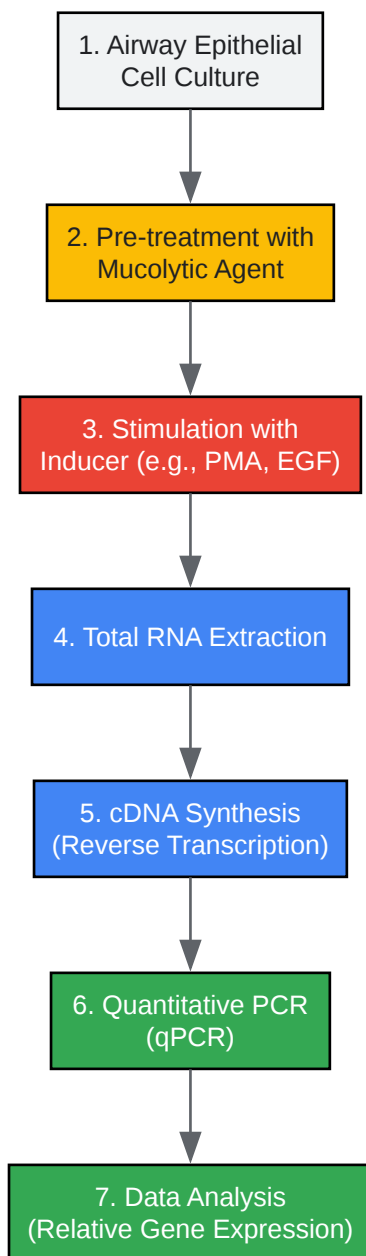 1. Airway Epithelial
Cell Culture
2. Pre-treatment with
Mucolytic Agent
3. Stimulation with
Inducer (e.g., PMA, EGF)
4. Total RNA Extraction
5. cDNA Synthesis
(Reverse Transcription)
6. Quantitative PCR
(qPCR)
7. Data Analysis
(Relative Gene Expression)